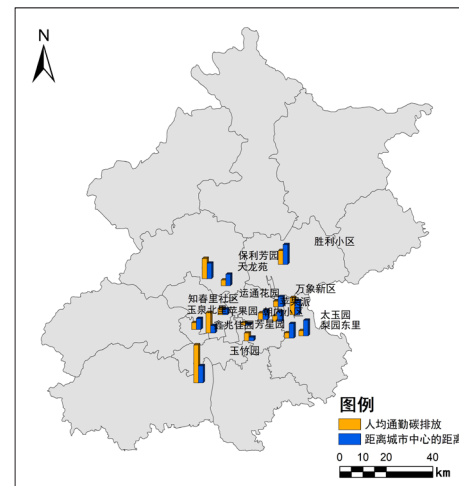 N
胜利小区
保利芳园
天龙苑
万象新区
运通花园
知春里社区
派
玉泉北
苹果园
小区
太玉园
鑫兆佳园
芳星园
梨园东里
玉竹园
图例
人均通勤碳排放
距离城市中心的距离
0 10 20 40
km